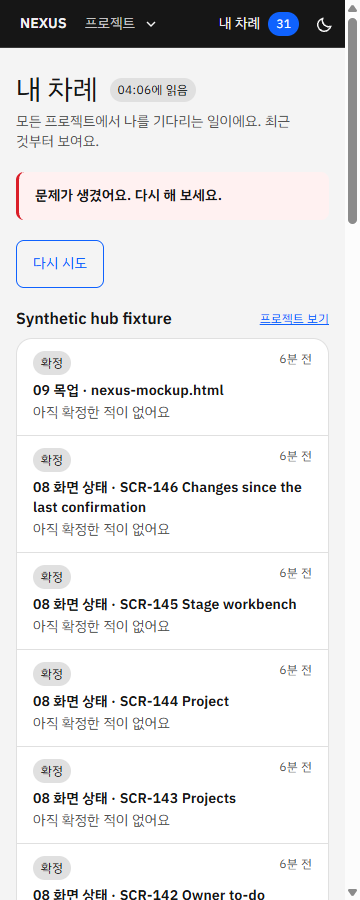 NEXUS 프로젝트 내 차례 31
내 차례 04:06에 읽음
모든 프로젝트에서 나를 기다리는 일이에요. 최근
것부터 보여요.
문제가 생겼어요. 다시 해 보세요.
다시 시도
Synthetic hub fixture 프로젝트 보기
확정 6분 전
09 목업 · nexus-mockup.html
아직 확정한 적이 없어요
확정 6분 전
08 화면 상태 · SCR-146 Changes since the
last confirmation
아직 확정한 적이 없어요
확정 6분 전
08 화면 상태 · SCR-145 Stage workbench
아직 확정한 적이 없어요
확정 6분 전
08 화면 상태 · SCR-144 Project
아직 확정한 적이 없어요
확정 6분 전
08 화면 상태 · SCR-143 Projects
아직 확정한 적이 없어요
확정 6분 전
08 화면 상태 · SCR-142 Owner to-do